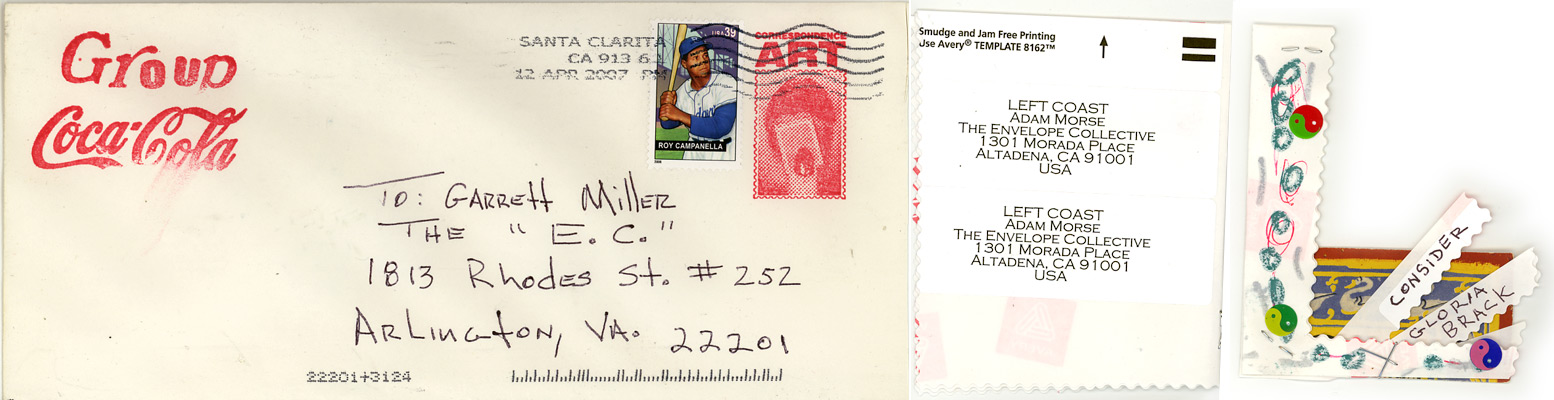 Group
Coca-Cola
SANTA CLARITA
CA 913 6 2
12 APR 2007 PM
USA 39
ROY CAMPANELLA
CORRESPONDENCE
ART
TO: GARRETT MILLER
THE "E.C."
1813 Rhodes St. # 252
ARLINGTON, VA. 22201
22201+3124
Smudge and Jam Free Printing
Use Avery® TEMPLATE 8162™
LEFT COAST
ADAM MORSE
THE ENVELOPE COLLECTIVE
1301 MORADA PLACE
ALTADENA, CA 91001
USA
LEFT COAST
ADAM MORSE
THE ENVELOPE COLLECTIVE
1301 MORADA PLACE
ALTADENA, CA 91001
USA
CONSIDER
GLORIA
BRACK